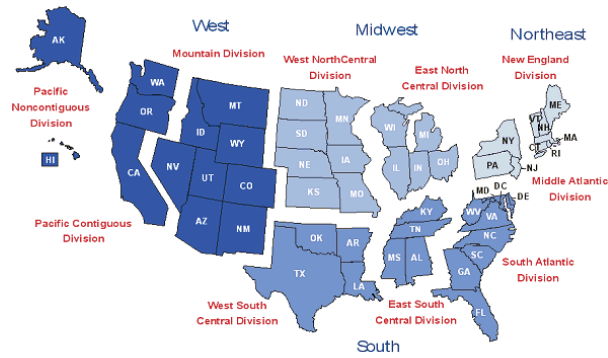 West
Midwest
Northeast
AK
Mountain Division
West NorthCentral
Division
East North
Central Division
New England
Division
Pacific
Noncontiguous
Division
WA
OR
MT
ID
WY
ND
SD
MN
WI
MI
ME
VT
NH
MA
RI
CT
NY
PA
NJ
HI
CA
NV
UT
CO
NE
IA
KS
MO
IL
IN
OH
Middle Atlantic
Division
MD
DC
DE
AZ
NM
OK
AR
TX
LA
KY
TN
MS
AL
WV
VA
NC
SC
GA
FL
Pacific Contiguous
Division
South Atlantic
Division
West South
Central Division
East South
Central Division
South